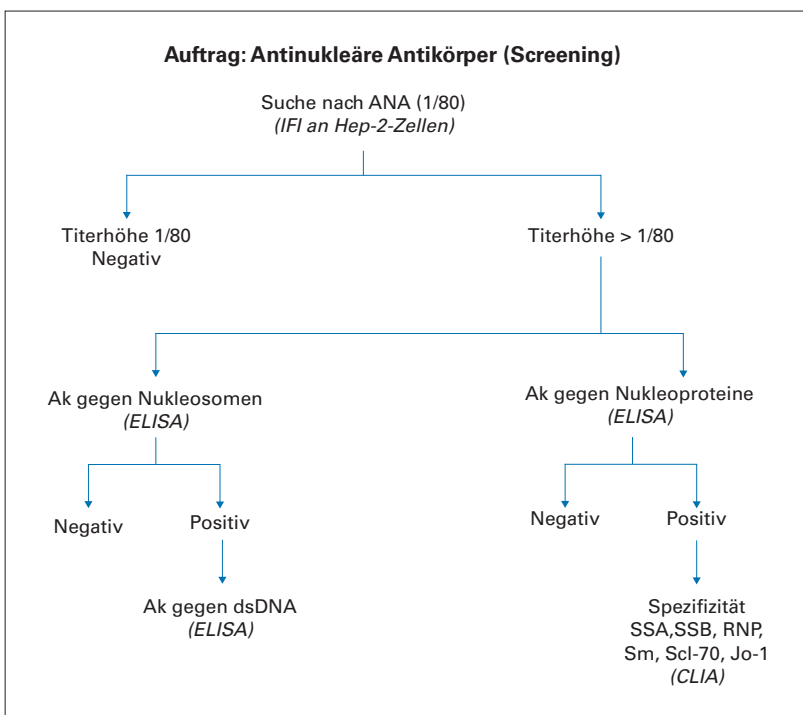 Auftrag: Antinukleäre Antikörper (Screening)
Suche nach ANA (1/80)
(IFI an Hep-2-Zellen)
Titerhöhe 1/80
Negativ
Titerhöhe > 1/80
Ak gegen Nukleosomen
(ELISA)
Ak gegen Nukleoproteine
(ELISA)
Negativ
Positiv
Negativ
Positiv
Ak gegen dsDNA
(ELISA)
Spezifizität
SSA,SSB, RNP,
Sm, Scl-70, Jo-1
(CLIA)